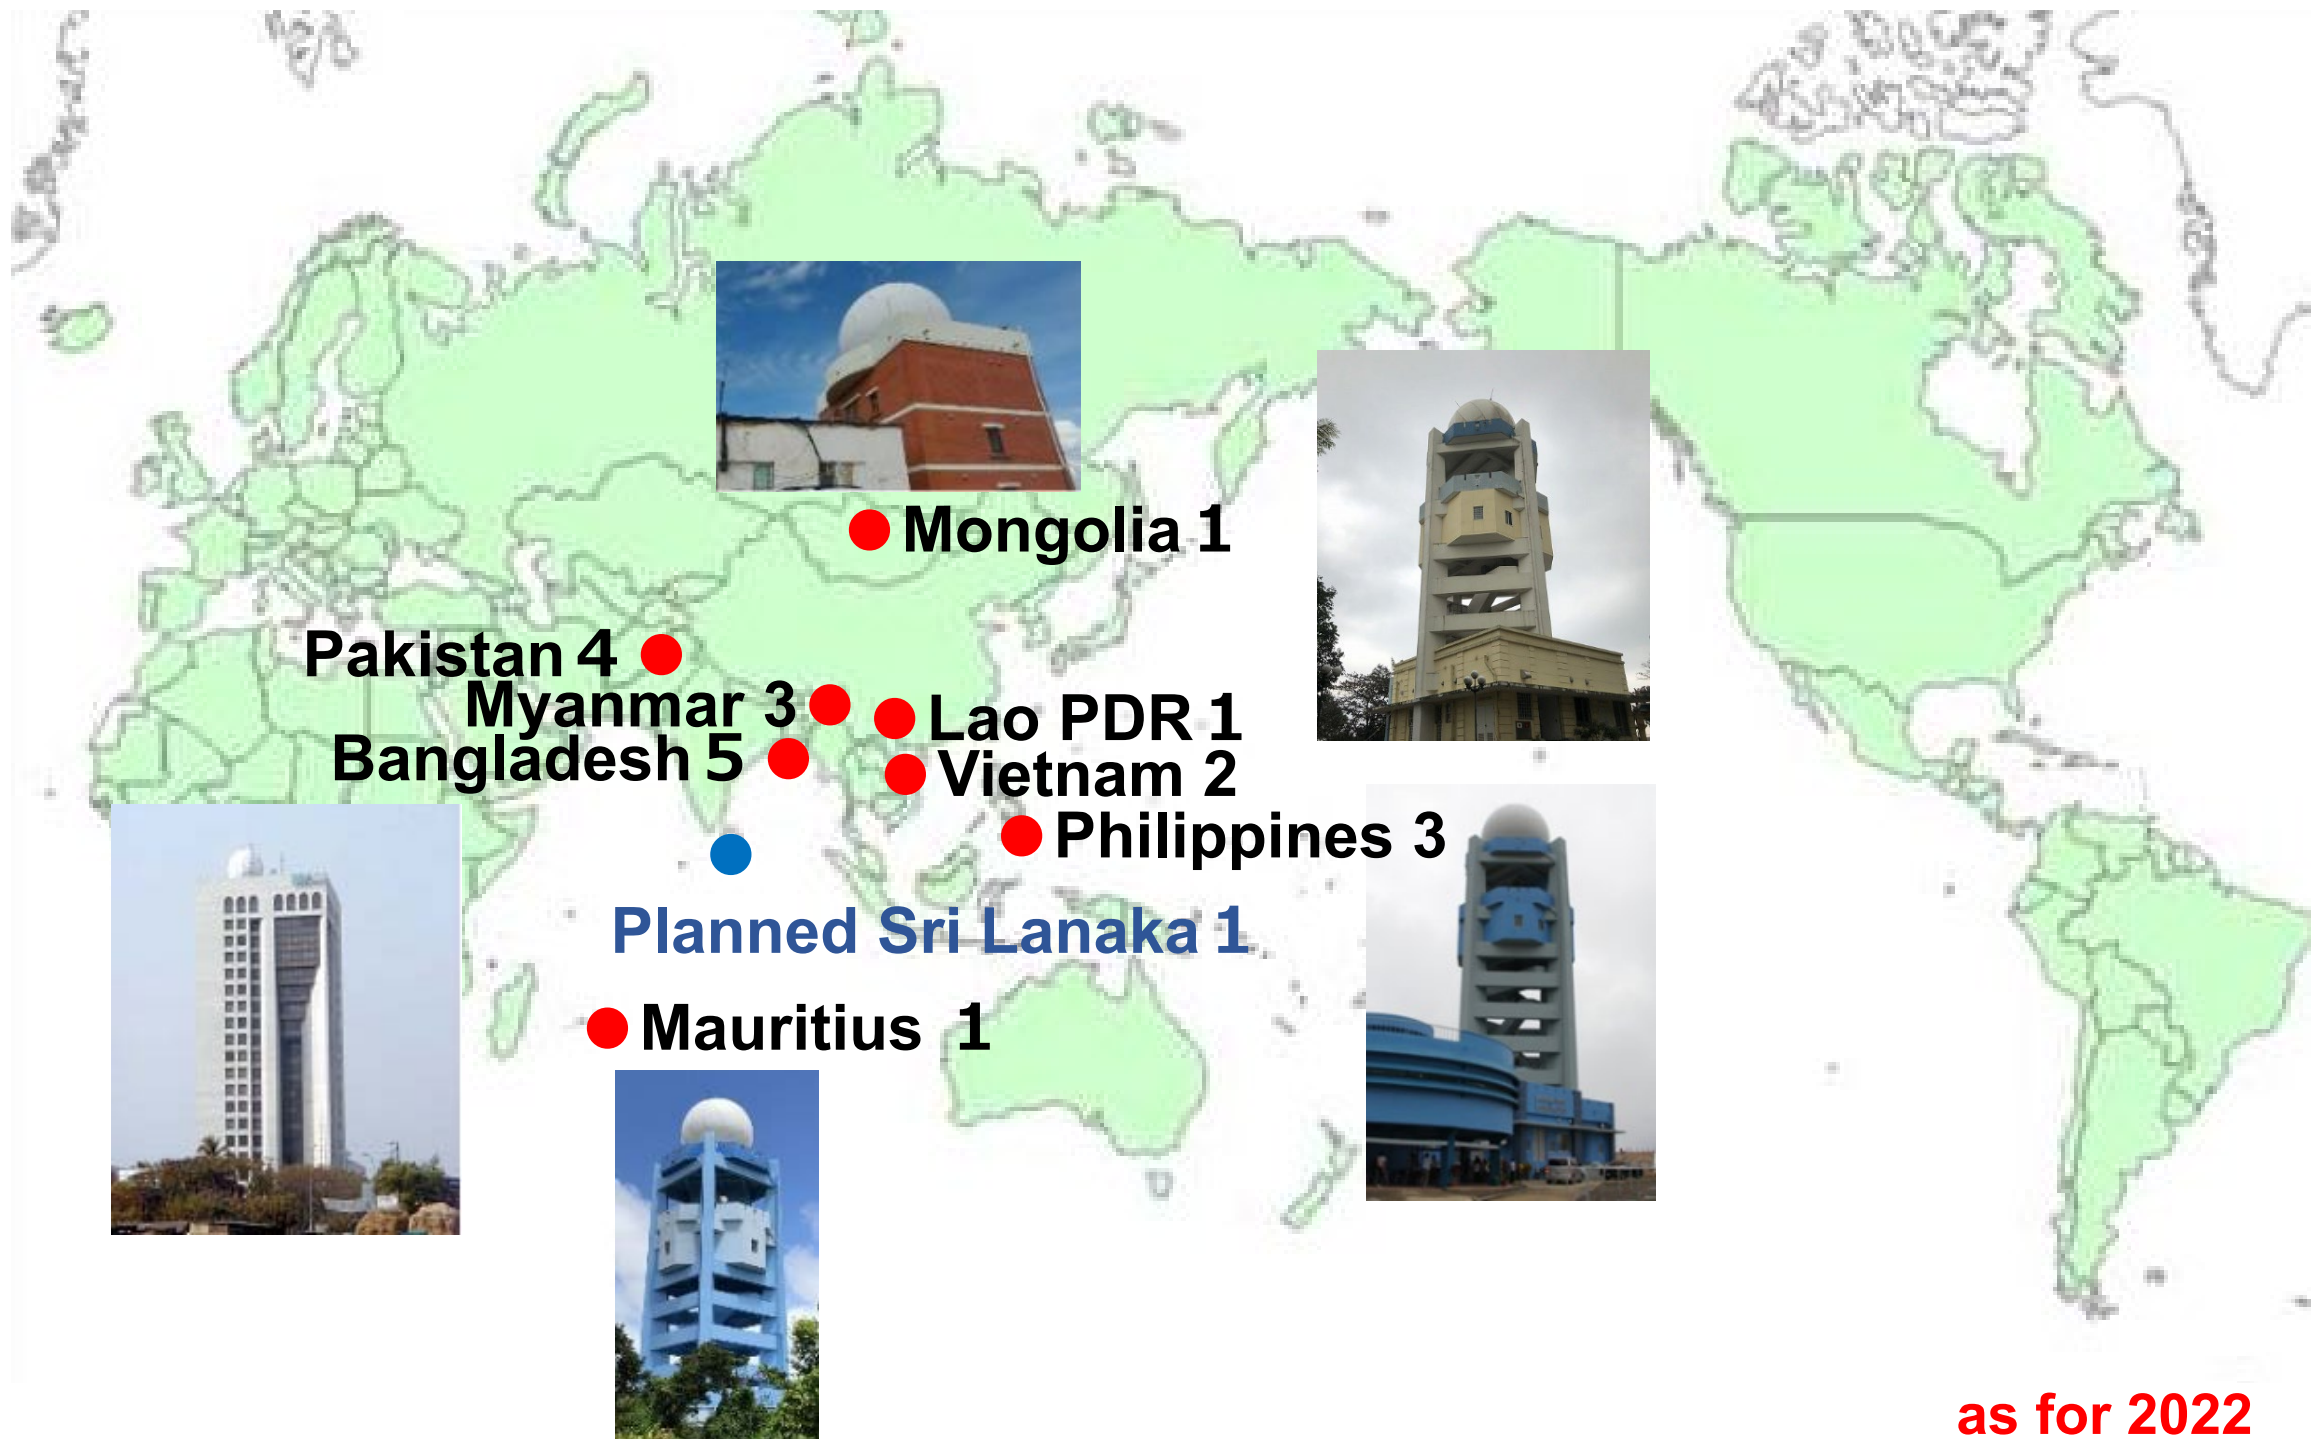 Mongolia 1
Pakistan 4
Myanmar 3
Lao PDR 1
Bangladesh 5
Vietnam 2
Philippines 3
Planned Sri Lanaka 1
Mauritius 1
as for 2022